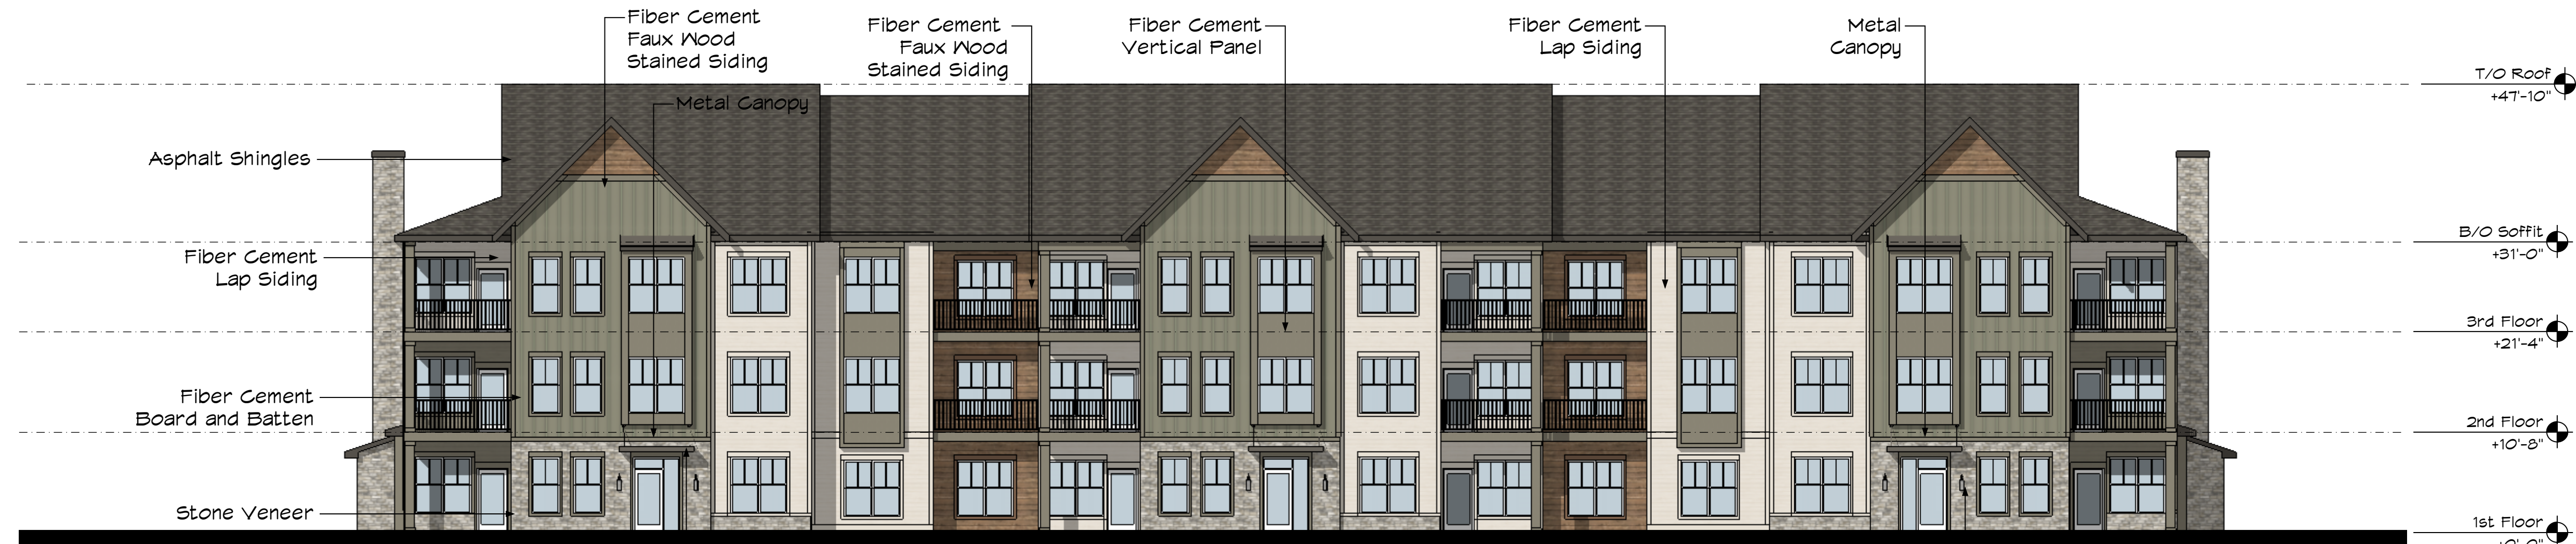 Fiber Cement
Faux Wood
Stained Siding
Fiber Cement
Faux Wood
Stained Siding
Fiber Cement
Vertical Panel
Fiber Cement
Lap Siding
Metal
Canopy
T/O Roof
+47'-10"
Metal Canopy
Asphalt Shingles
B/O Soffit
+31'-0"
Fiber Cement
Lap Siding
3rd Floor
+21'-4"
Fiber Cement
Board and Batten
2nd Floor
+10'-8"
Stone Veneer
1st Floor
+0'-0"